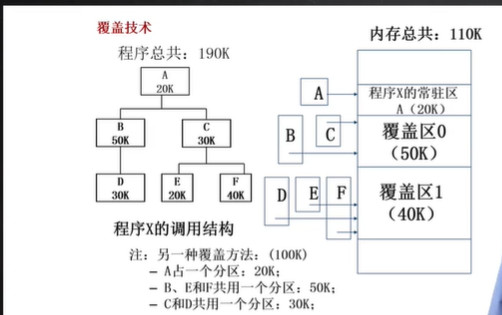 覆盖技术
程序总共：190K
内存总共：110K
A
20K
B
50K
C
30K
D
30K
E
20K
F
40K
程序X的调用结构
A
B
C
D
E
F
程序X的常驻区
A（20K）
覆盖区0
（50K）
覆盖区1
（40K）
注：另一种覆盖方法：(100K)
– A占一个分区：20K;
– B、E和F共用一个分区：50K;
– C和D共用一个分区：30K;